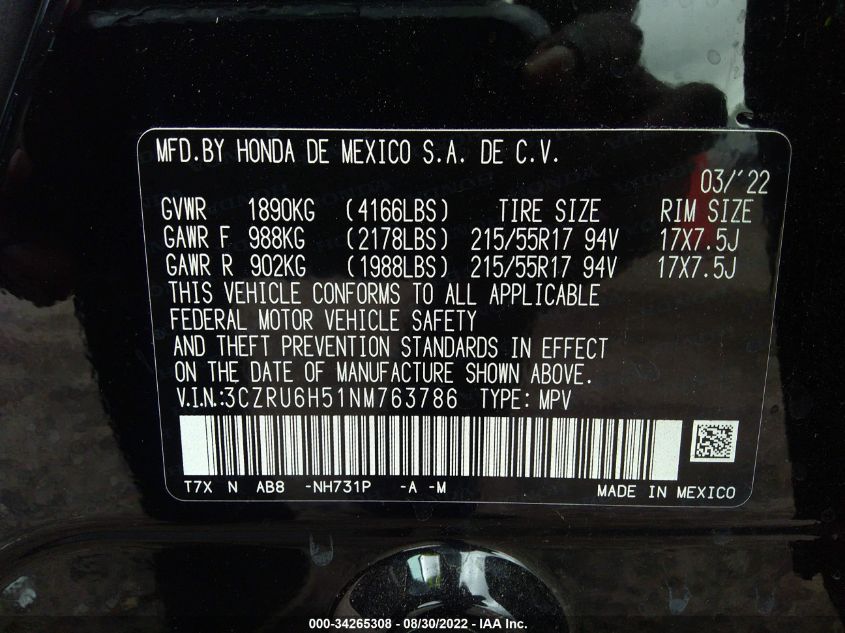 MFD.BY HONDA DE MEXICO S.A. DE C.V.
03/'22
GVWR 1890KG (4166LBS) TIRE SIZE RIM SIZE
GAWR F 988KG (2178LBS) 215/55R17 94V 17X7.5J
GAWR R 902KG (1988LBS) 215/55R17 94V 17X7.5J
THIS VEHICLE CONFORMS TO ALL APPLICABLE
FEDERAL MOTOR VEHICLE SAFETY
AND THEFT PREVENTION STANDARDS IN EFFECT
ON THE DATE OF MANUFACTURE SHOWN ABOVE.
V.I.N.:3CZRU6H51NM763786 TYPE: MPV
T7X N AB8 -NH731P -A -M MADE IN MEXICO
000-34265308 - 08/30/2022 - IAA Inc.